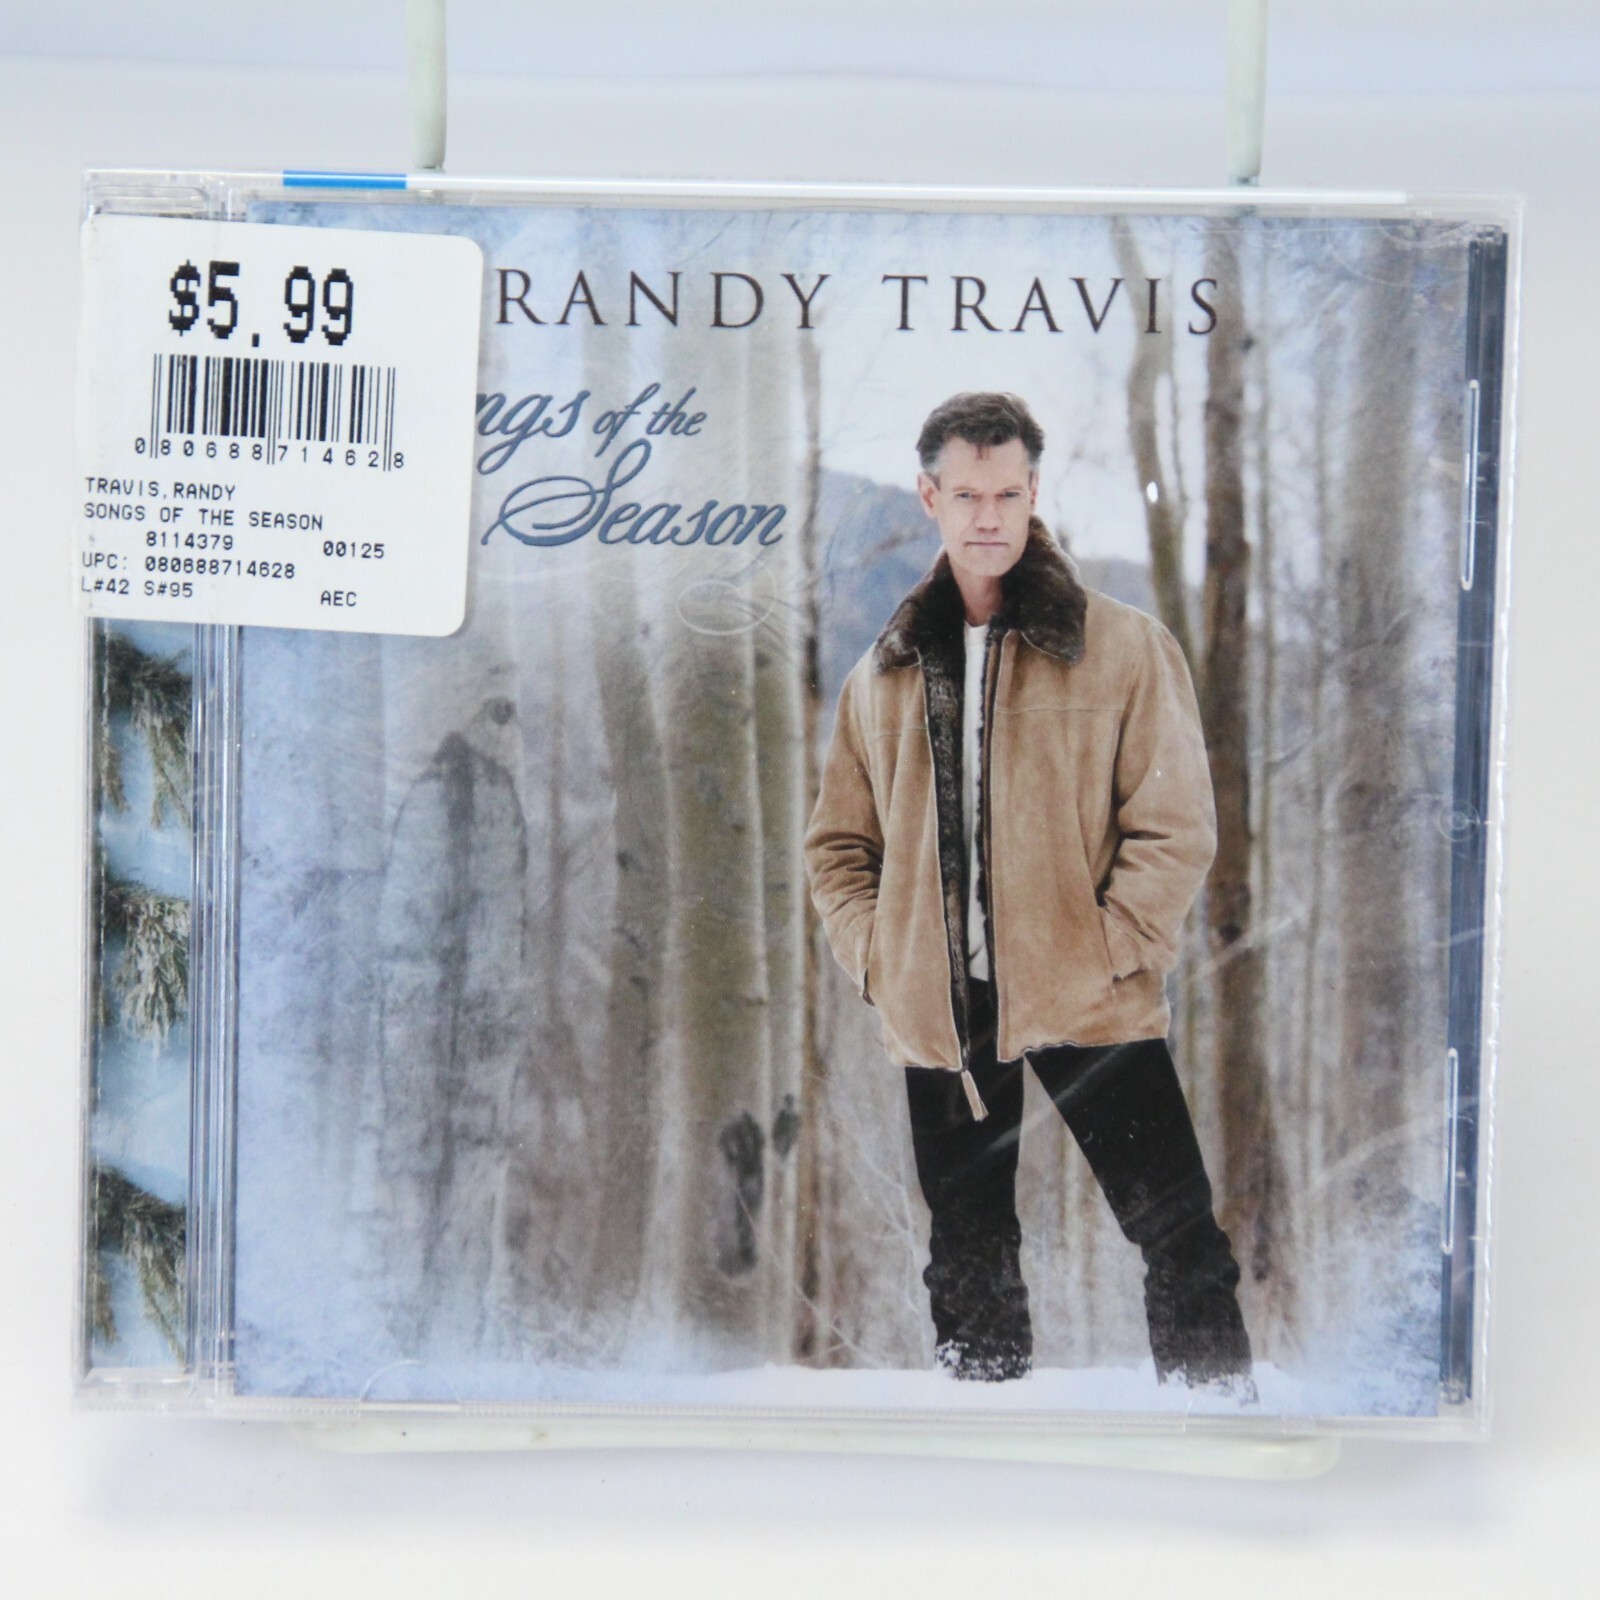 $5.99
0 80688 71462 8
TRAVIS,RANDY
SONGS OF THE SEASON
8114379 00125
UPC: 080688714628
L#42 S#95 AEC
RANDY TRAVIS
ngs of the
Season